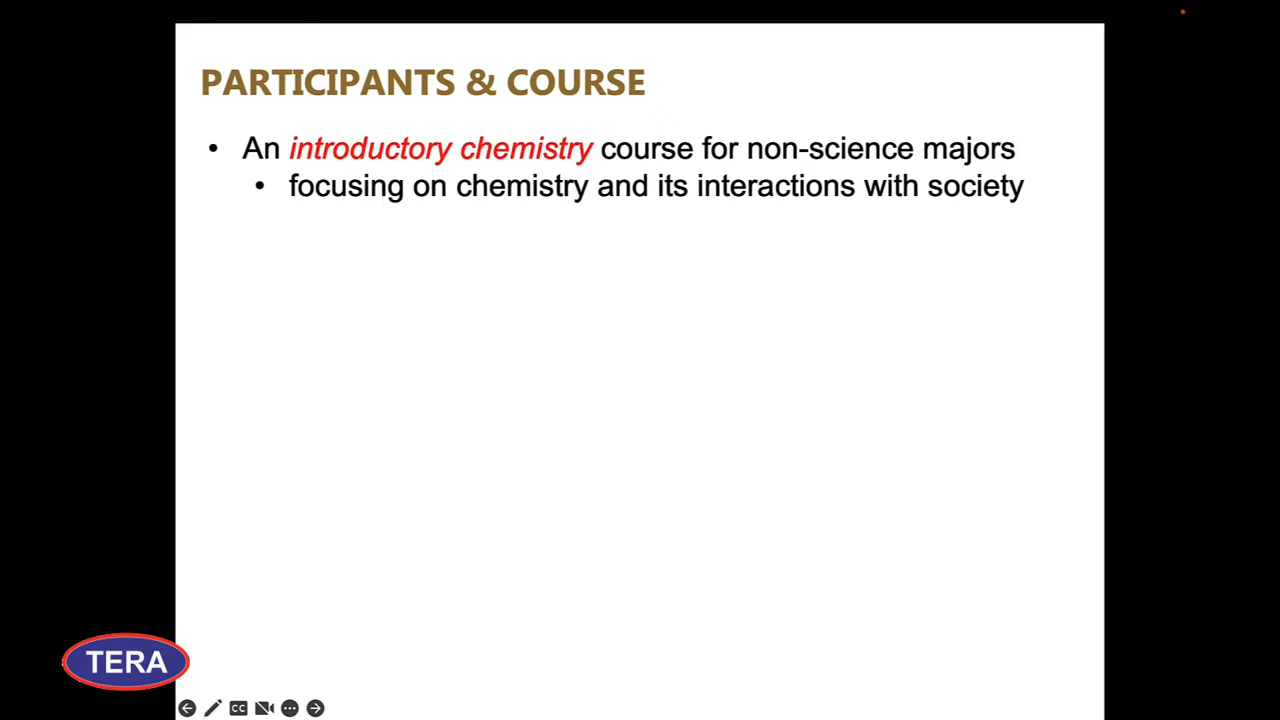 PARTICIPANTS & COURSE
• An introductory chemistry course for non-science majors
• focusing on chemistry and its interactions with society
TERA
CC